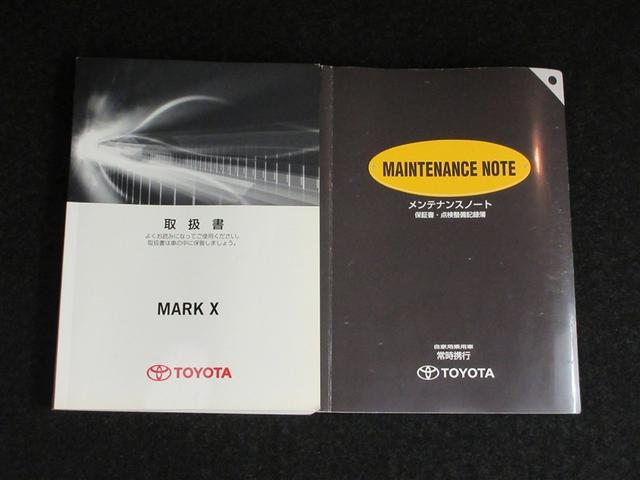 取扱書
よくお読みになってご使用ください。
取扱書は車の中に保管しましょう。
MARK X
TOYOTA
MAINTENANCE NOTE
メンテナンスノート
保証書・点検整備記録簿
自家用乗用車
常時携行
TOYOTA